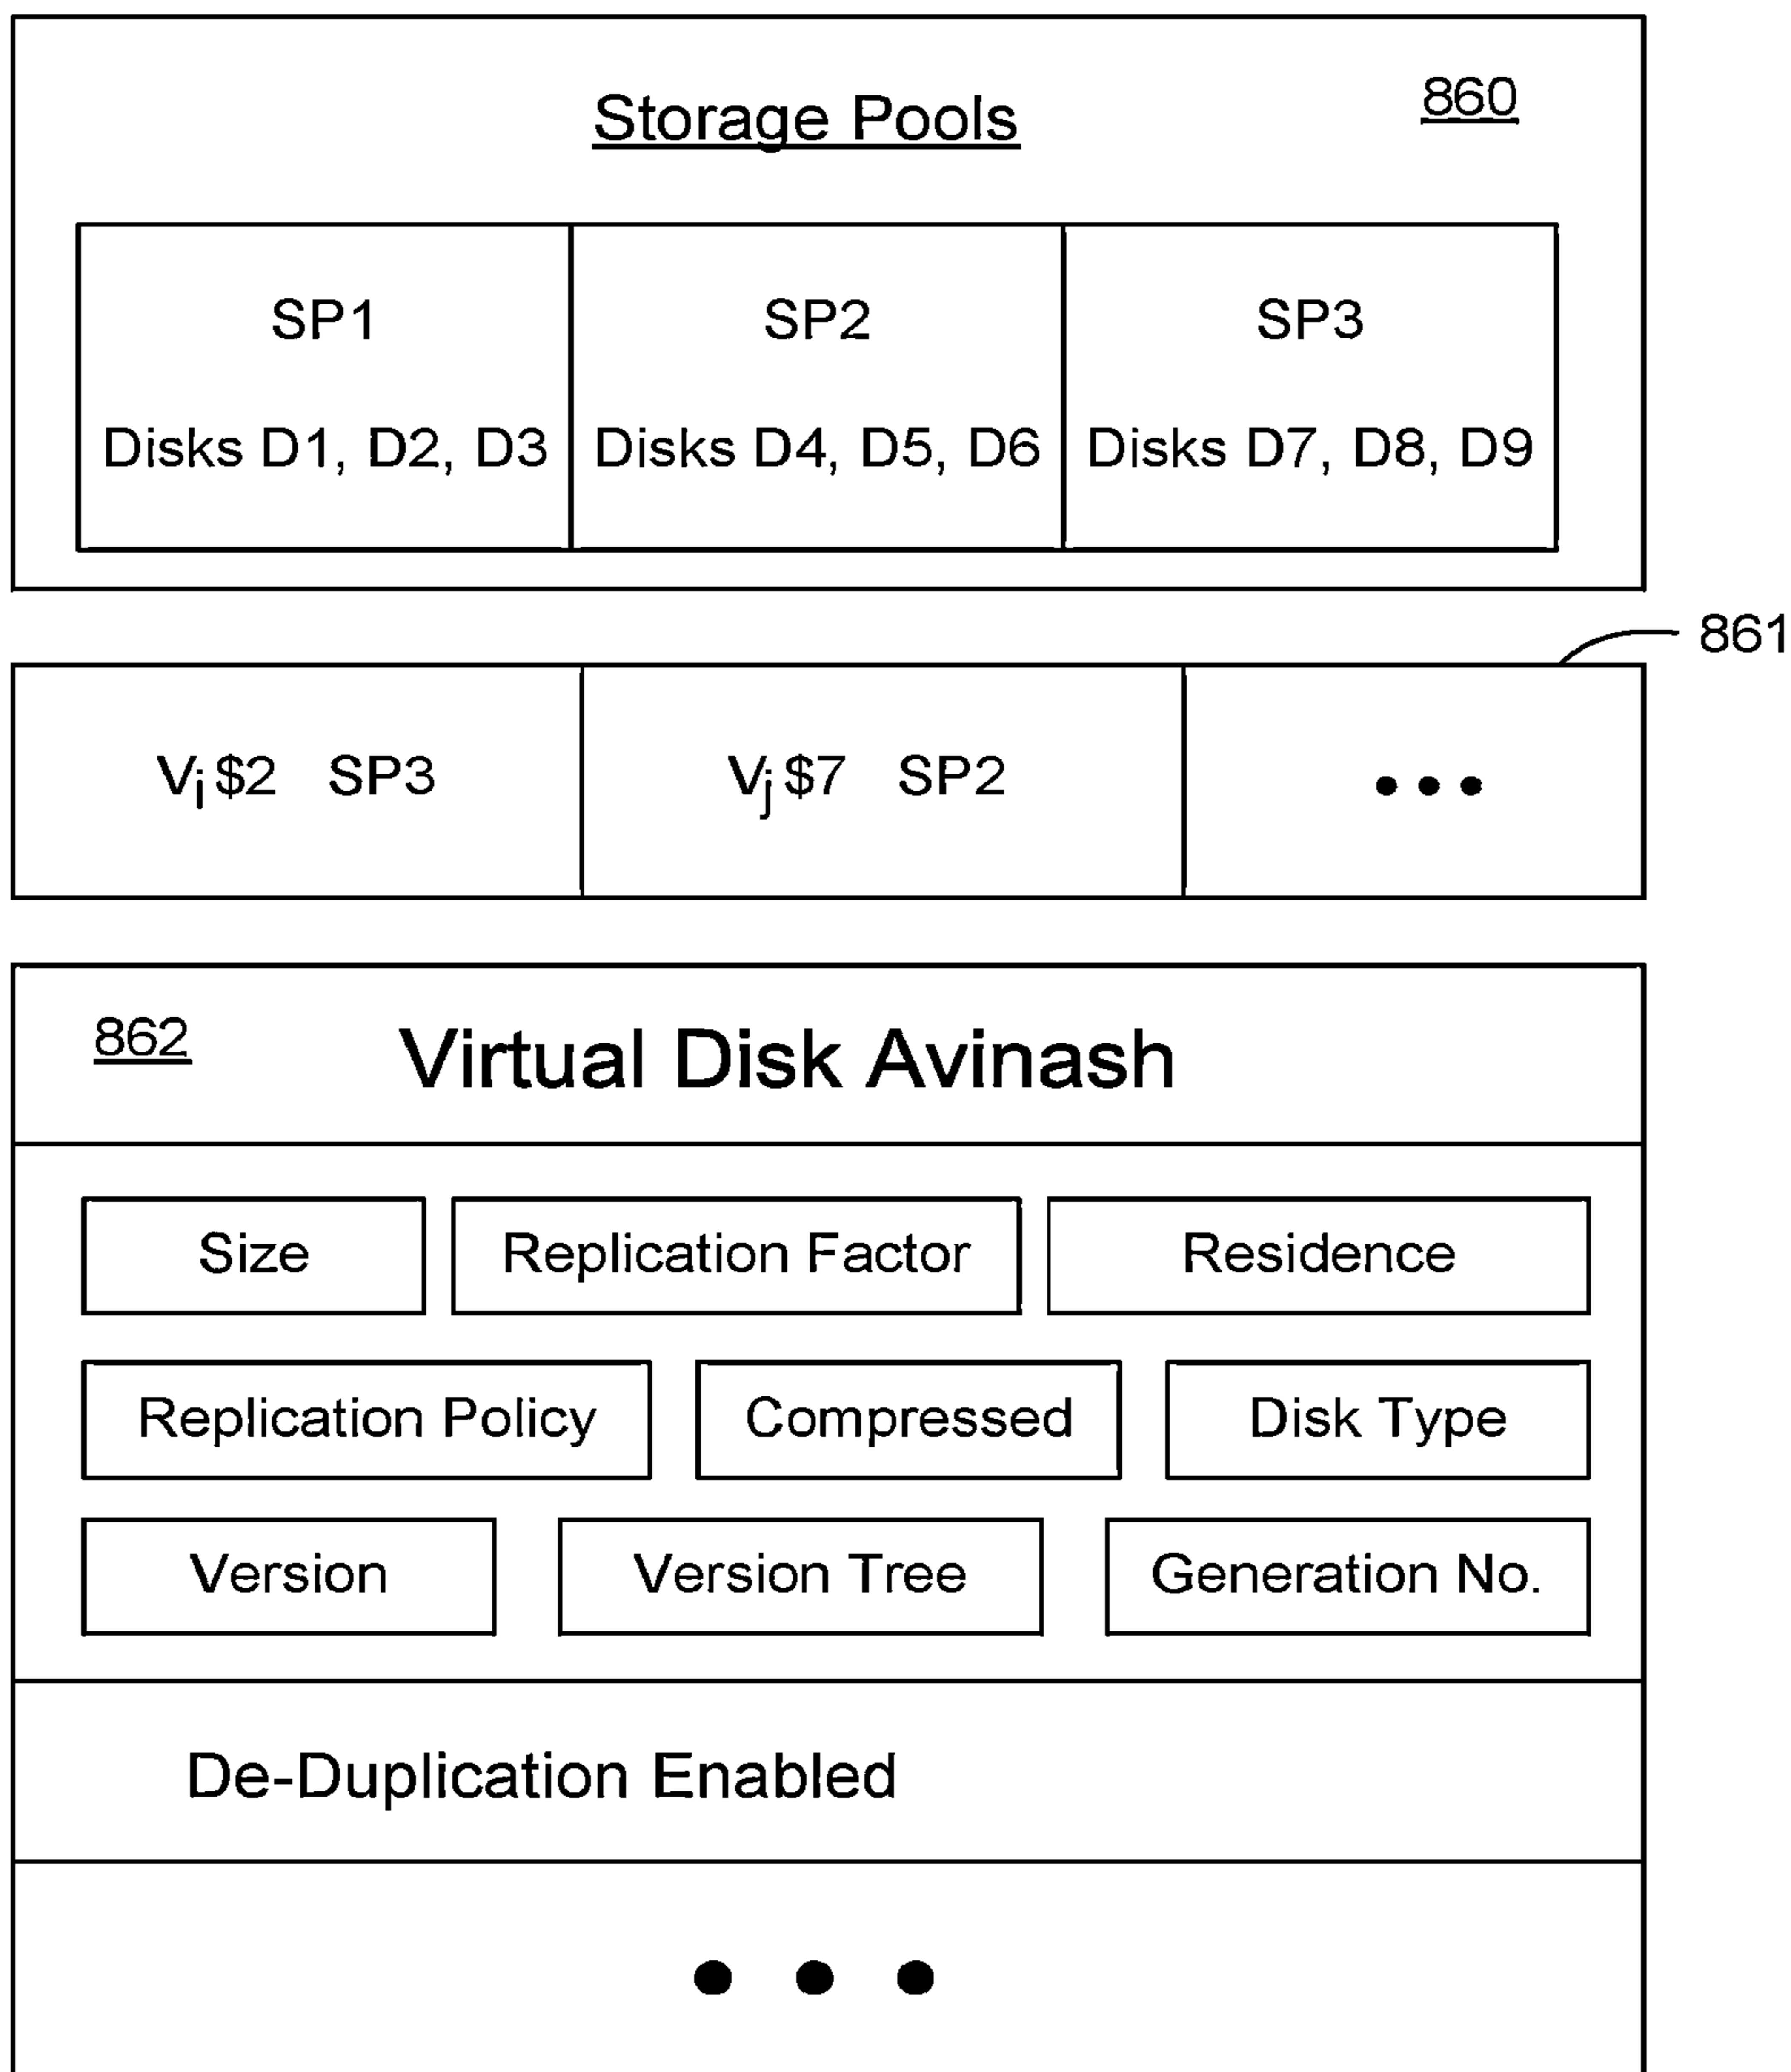 Storage Pools 860
SP1 SP2 SP3
Disks D1, D2, D3 Disks D4, D5, D6 Disks D7, D8, D9
861
Vi$2 SP3 Vj$7 SP2 •••
862 Virtual Disk Avinash
Size Replication Factor Residence
Replication Policy Compressed Disk Type
Version Version Tree Generation No.
De-Duplication Enabled
• • •